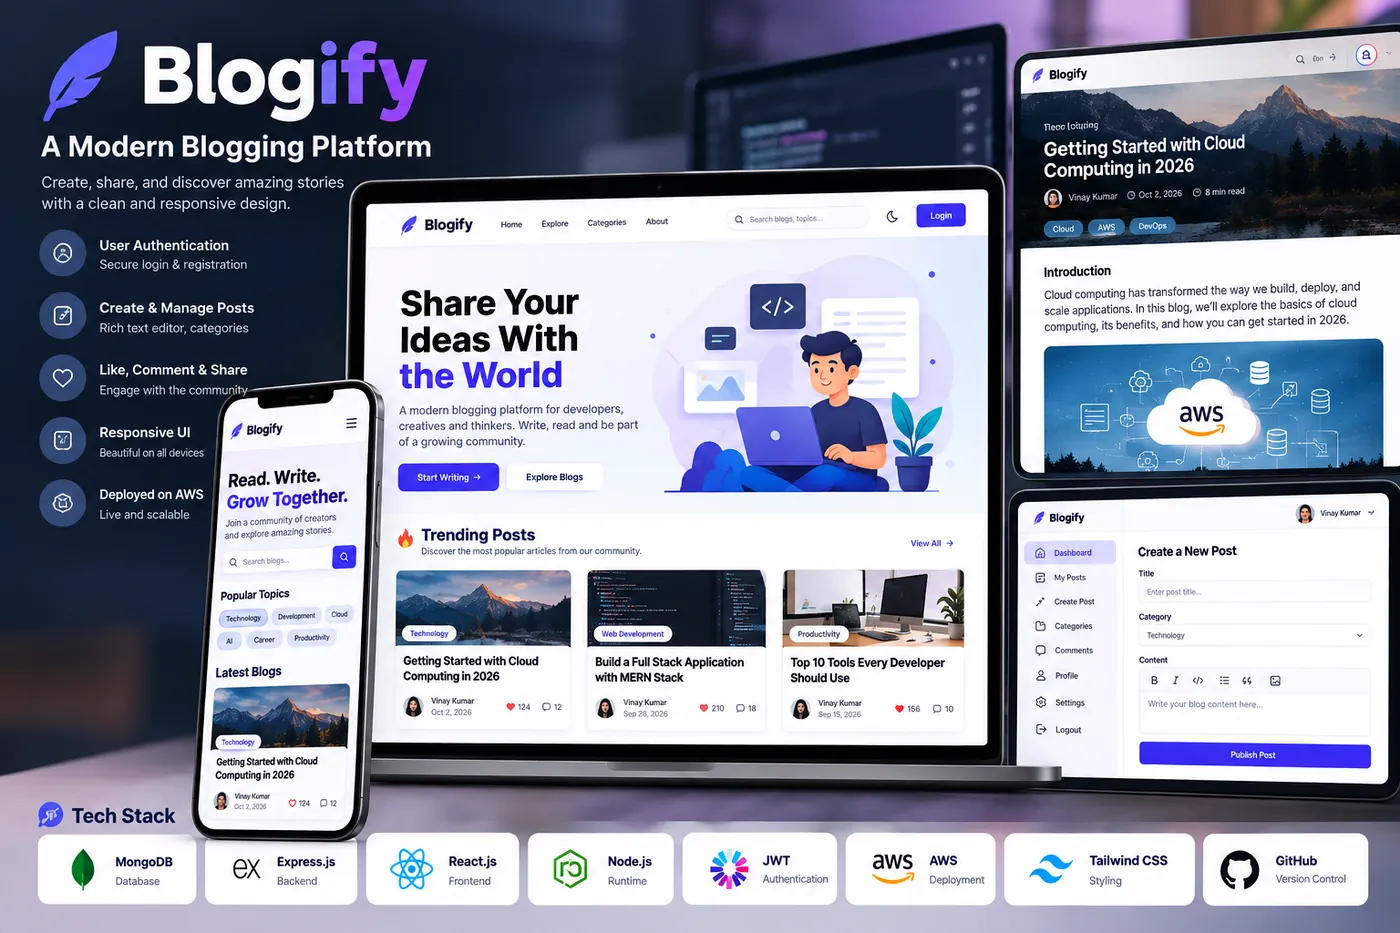 Blogify
A Modern Blogging Platform
Create, share, and discover amazing stories
with a clean and responsive design.
User Authentication
Secure login & registration
Create & Manage Posts
Rich text editor, categories
Like, Comment & Share
Engage with the community
Responsive UI
Beautiful on all devices
Deployed on AWS
Live and scalable
Blogify
Read. Write.
Grow Together.
Join a community of creators
and explore amazing stories.
Search blogs...
Popular Topics
Technology
Development
Cloud
AI
Career
Productivity
Latest Blogs
Technology
Getting Started with Cloud
Computing in 2026
Vinay Kumar
Oct 2, 2026
124
12
Blogify
Home
Explore
Categories
About
Search blogs, topics...
Login
Share Your
Ideas With
the World
A modern blogging platform for developers,
creatives and thinkers. Write, read and be part
of a growing community.
Start Writing →
Explore Blogs
</>
Trending Posts
Discover the most popular articles from our community.
View All →
Technology
Getting Started with Cloud
Computing in 2026
Vinay Kumar
Oct 2, 2026
124
12
Web Development
Build a Full Stack Application
with MERN Stack
Vinay Kumar
Sep 28, 2026
210
18
Productivity
Top 10 Tools Every Developer
Should Use
Vinay Kumar
Sep 15, 2026
156
10
Blogify
Getting Started with Cloud
Computing in 2026
Vinay Kumar
Oct 2, 2026
8 min read
Cloud
AWS
DevOps
Introduction
Cloud computing has transformed the way we build, deploy, and
scale applications. In this blog, we'll explore the basics of cloud
computing, its benefits, and how you can get started in 2026.
aws
Blogify
Vinay Kumar
Dashboard
My Posts
Create Post
Categories
Comments
Profile
Settings
Logout
Create a New Post
Title
Enter post title...
Category
Technology
Content
B I </>
Write your blog content here...
Publish Post
Tech Stack
MongoDB
Database
ex
Express.js
Backend
React.js
Frontend
Node.js
Runtime
JWT
Authentication
aws
AWS
Deployment
Tailwind CSS
Styling
GitHub
Version Control